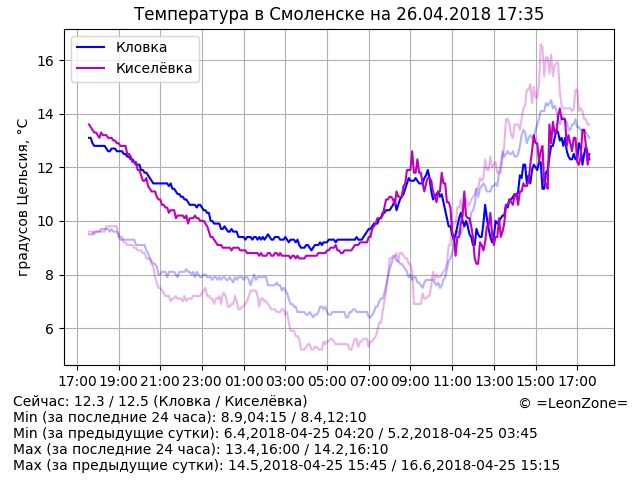 Температура в Смоленске на 26.04.2018 17:35
Кловка
Киселёвка
градусов Цельсия, °C
16
14
12
10
8
6
17:00 19:00 21:00 23:00 01:00 03:00 05:00 07:00 09:00 11:00 13:00 15:00 17:00
Сейчас: 12.3 / 12.5 (Кловка / Киселёвка)
© =LeonZone=
Min (за последние 24 часа): 8.9,04:15 / 8.4,12:10
Min (за предыдущие сутки): 6.4,2018-04-25 04:20 / 5.2,2018-04-25 03:45
Max (за последние 24 часа): 13.4,16:00 / 14.2,16:10
Max (за предыдущие сутки): 14.5,2018-04-25 15:45 / 16.6,2018-04-25 15:15